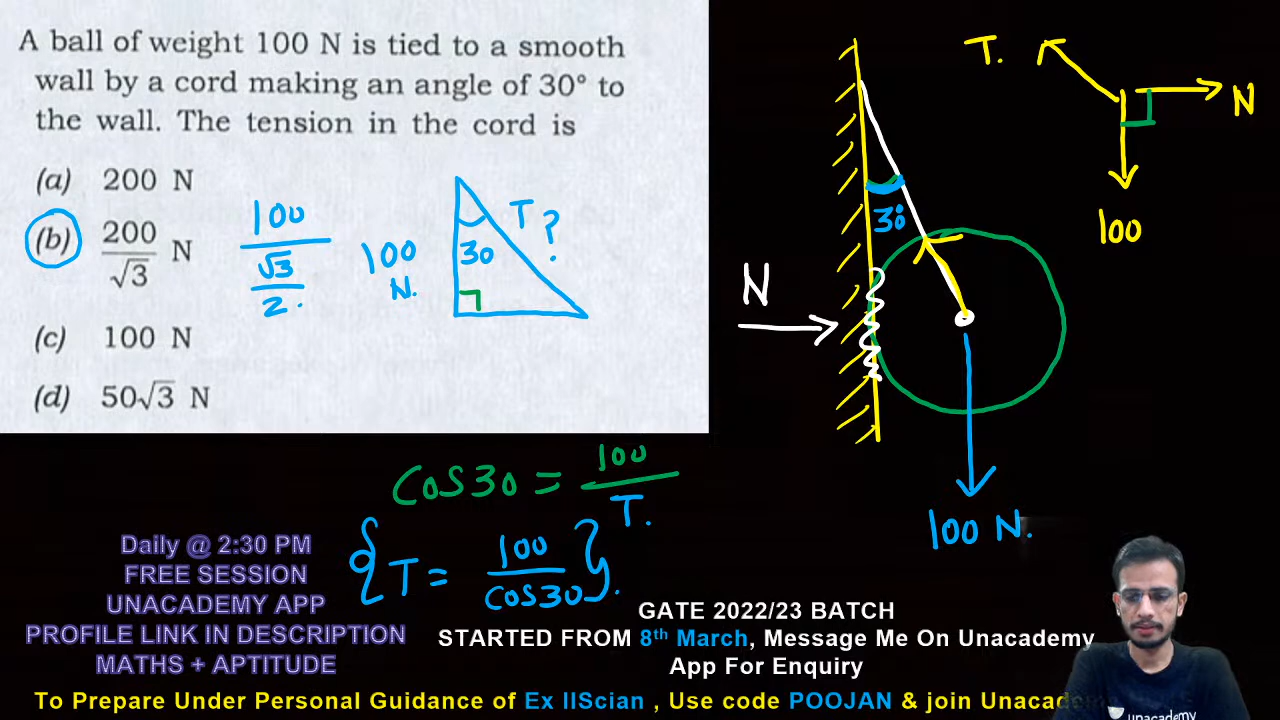 A ball of weight 100 N is tied to a smooth
wall by a cord making an angle of 30° to
the wall. The tension in the cord is
(a) 200 N
(b) 200/√3 N
(c) 100 N
(d) 50√3 N
100
√3
2.
100
N.
30
T ?
T.
N
100
30
N
100 N.
COS30 = 100/T.
{T = 100/COS30}.
Daily @ 2:30 PM
FREE SESSION
UNACADEMY APP
PROFILE LINK IN DESCRIPTION
MATHS + APTITUDE
GATE 2022/23 BATCH
STARTED FROM 8th March, Message Me On Unacademy
App For Enquiry
To Prepare Under Personal Guidance of Ex IIScian , Use code POOJAN & join Unacad
unacademy